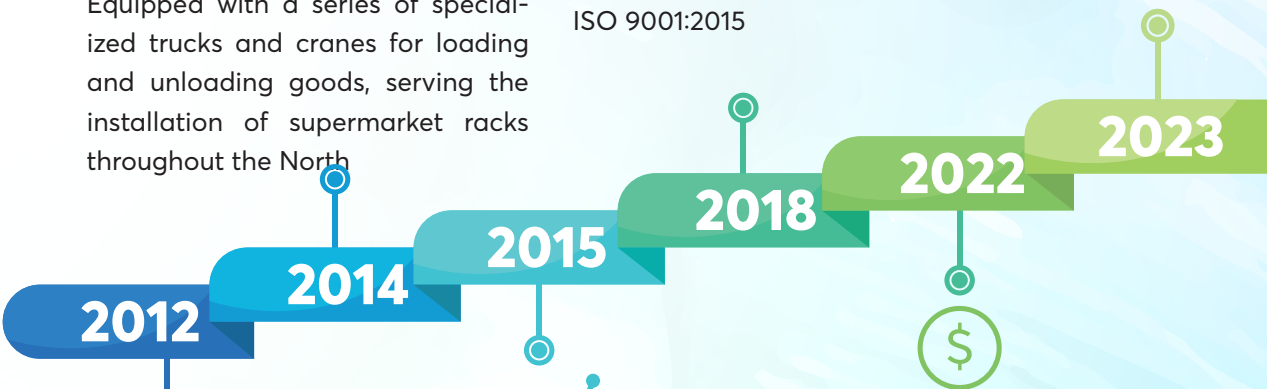 Equipped with a series of special-
ized trucks and cranes for loading
and unloading goods, serving the
installation of supermarket racks
throughout the North
ISO 9001:2015
2012
2014
2015
2018
2022
2023
$